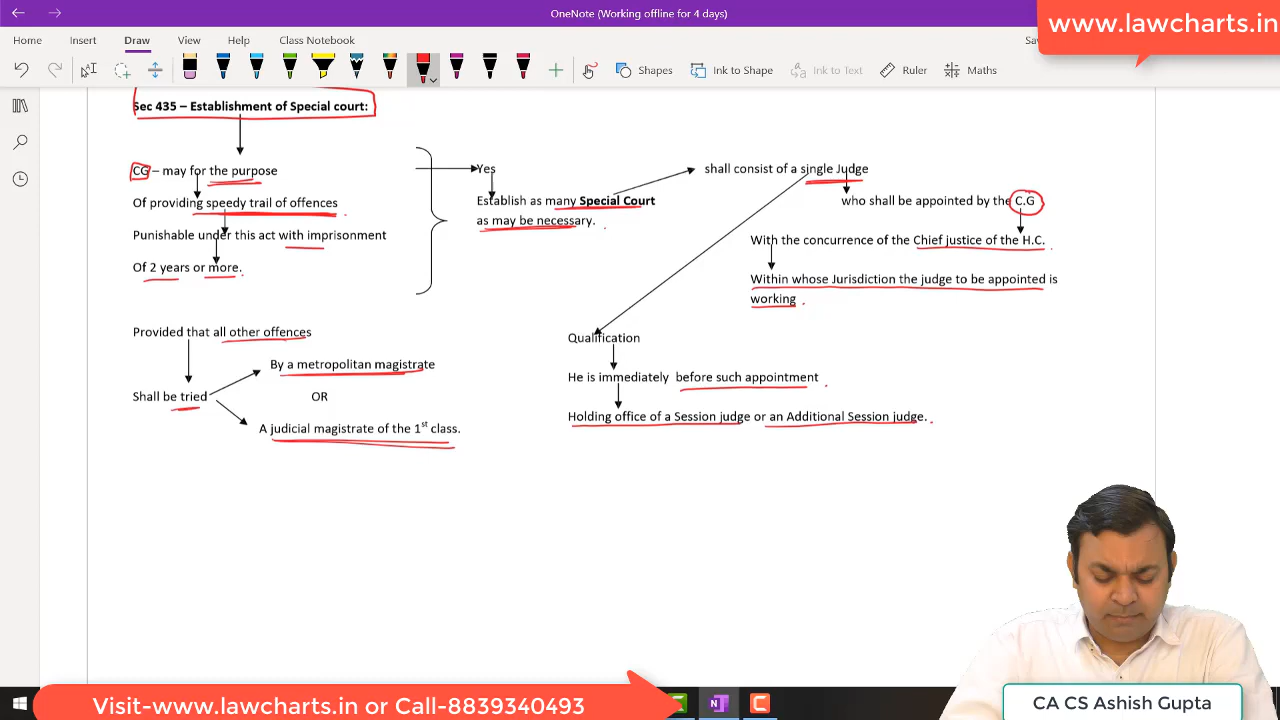 OneNote (Working offline for 4 days)
www.lawcharts.in
Home Insert Draw View Help Class Notebook Sa
Shapes Ink to Shape Ink to Text Ruler Maths
Sec 435 – Establishment of Special court:
CG – may for the purpose
Of providing speedy trail of offences
Punishable under this act with imprisonment
Of 2 years or more.
Yes
Establish as many Special Court
as may be necessary.
shall consist of a single Judge
who shall be appointed by the C.G
With the concurrence of the Chief justice of the H.C.
Within whose Jurisdiction the judge to be appointed is
working
Provided that all other offences
Shall be tried
By a metropolitan magistrate
OR
A judicial magistrate of the 1st class.
Qualification
He is immediately before such appointment
Holding office of a Session judge or an Additional Session judge.
Visit-www.lawcharts.in or Call-8839340493
CA CS Ashish Gupta